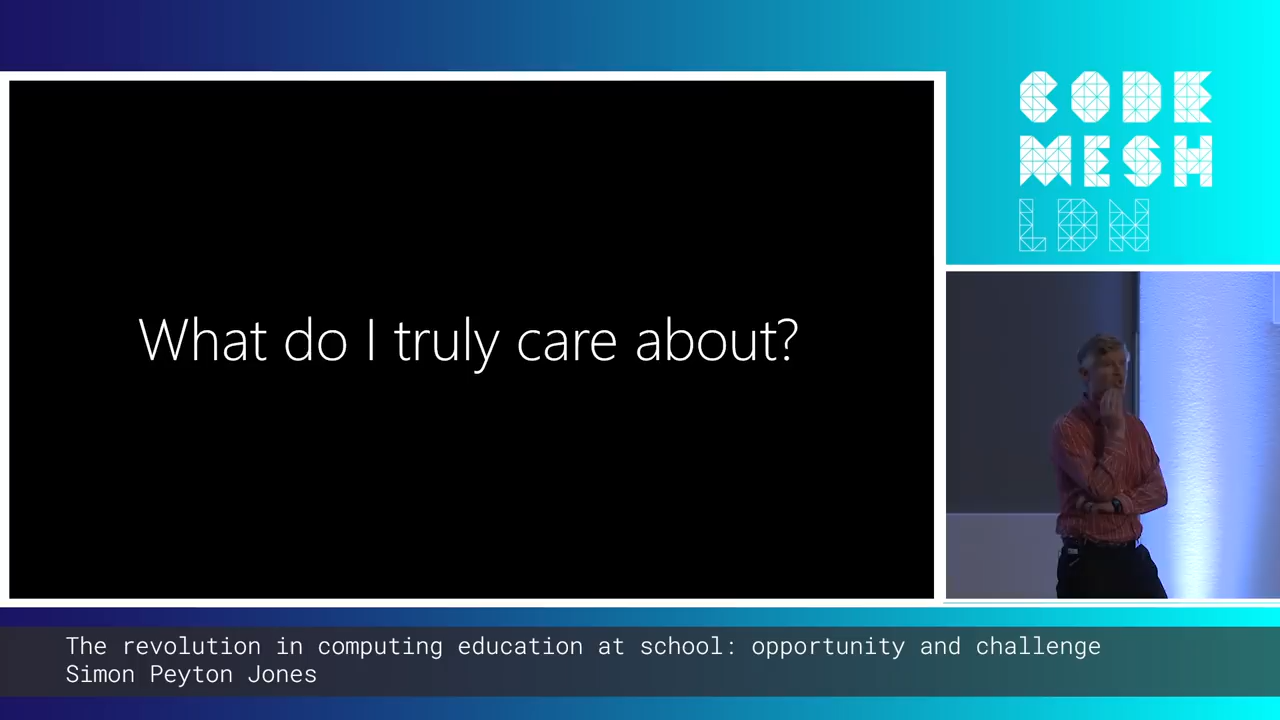 CODE
MESH
LDN
What do I truly care about?
The revolution in computing education at school: opportunity and challenge
Simon Peyton Jones